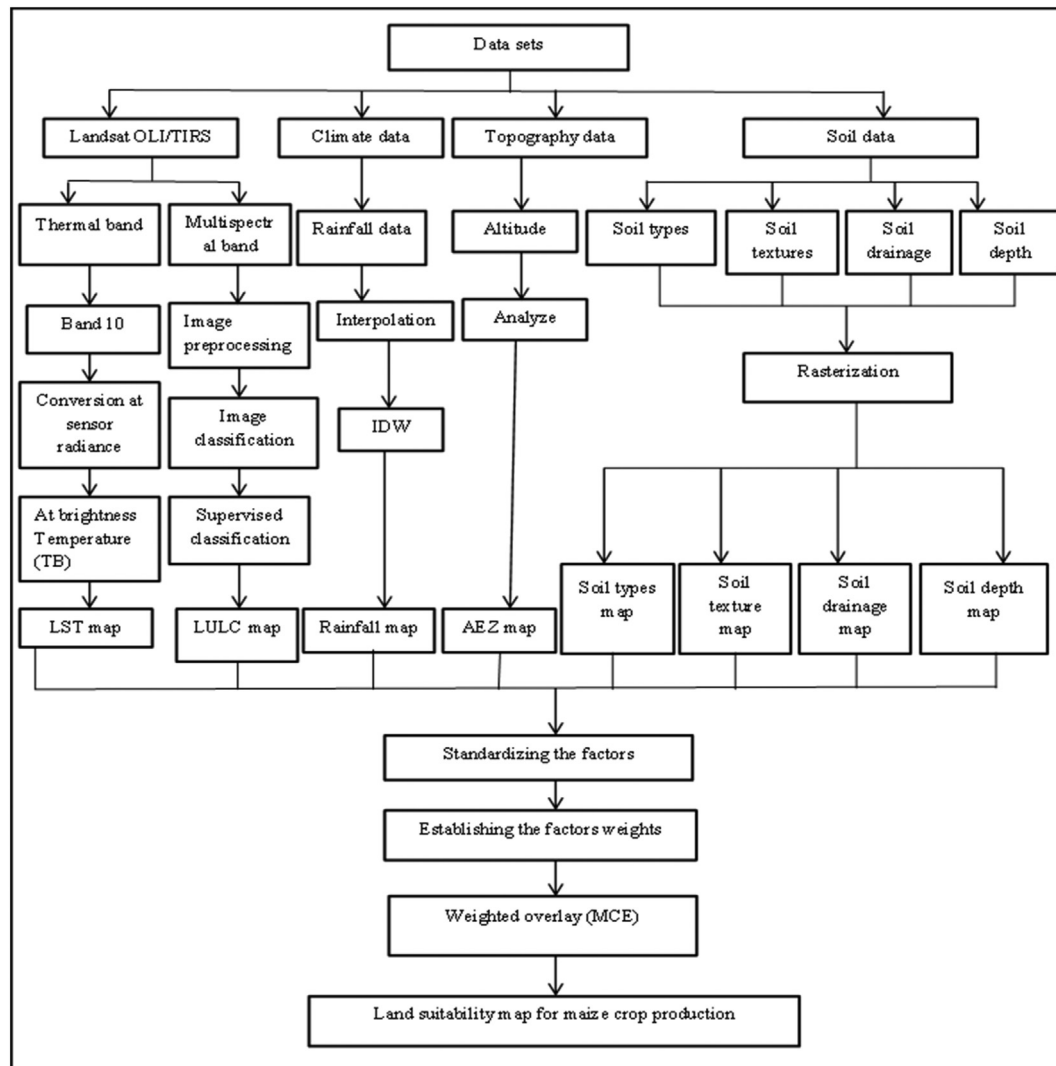 Data sets
Landsat OLI/TIRS
Climate data
Topography data
Soil data
Thermal band
Multispectr
al band
Rainfall data
Altitude
Soil types
Soil
textures
Soil
drainage
Soil
depth
Band 10
Image
preprocessing
Interpolation
Analyze
Rasterization
Conversion at
sensor
radiance
Image
classification
IDW
At brightness
Temperature
(TB)
Supervised
classification
Soil types
map
Soil
texture map
Soil
drainage
map
Soil depth
map
LST map
LULC map
Rainfall map
AEZ map
Standardizing the factors
Establishing the factors weights
Weighted overlay (MCE)
Land suitability map for maize crop production